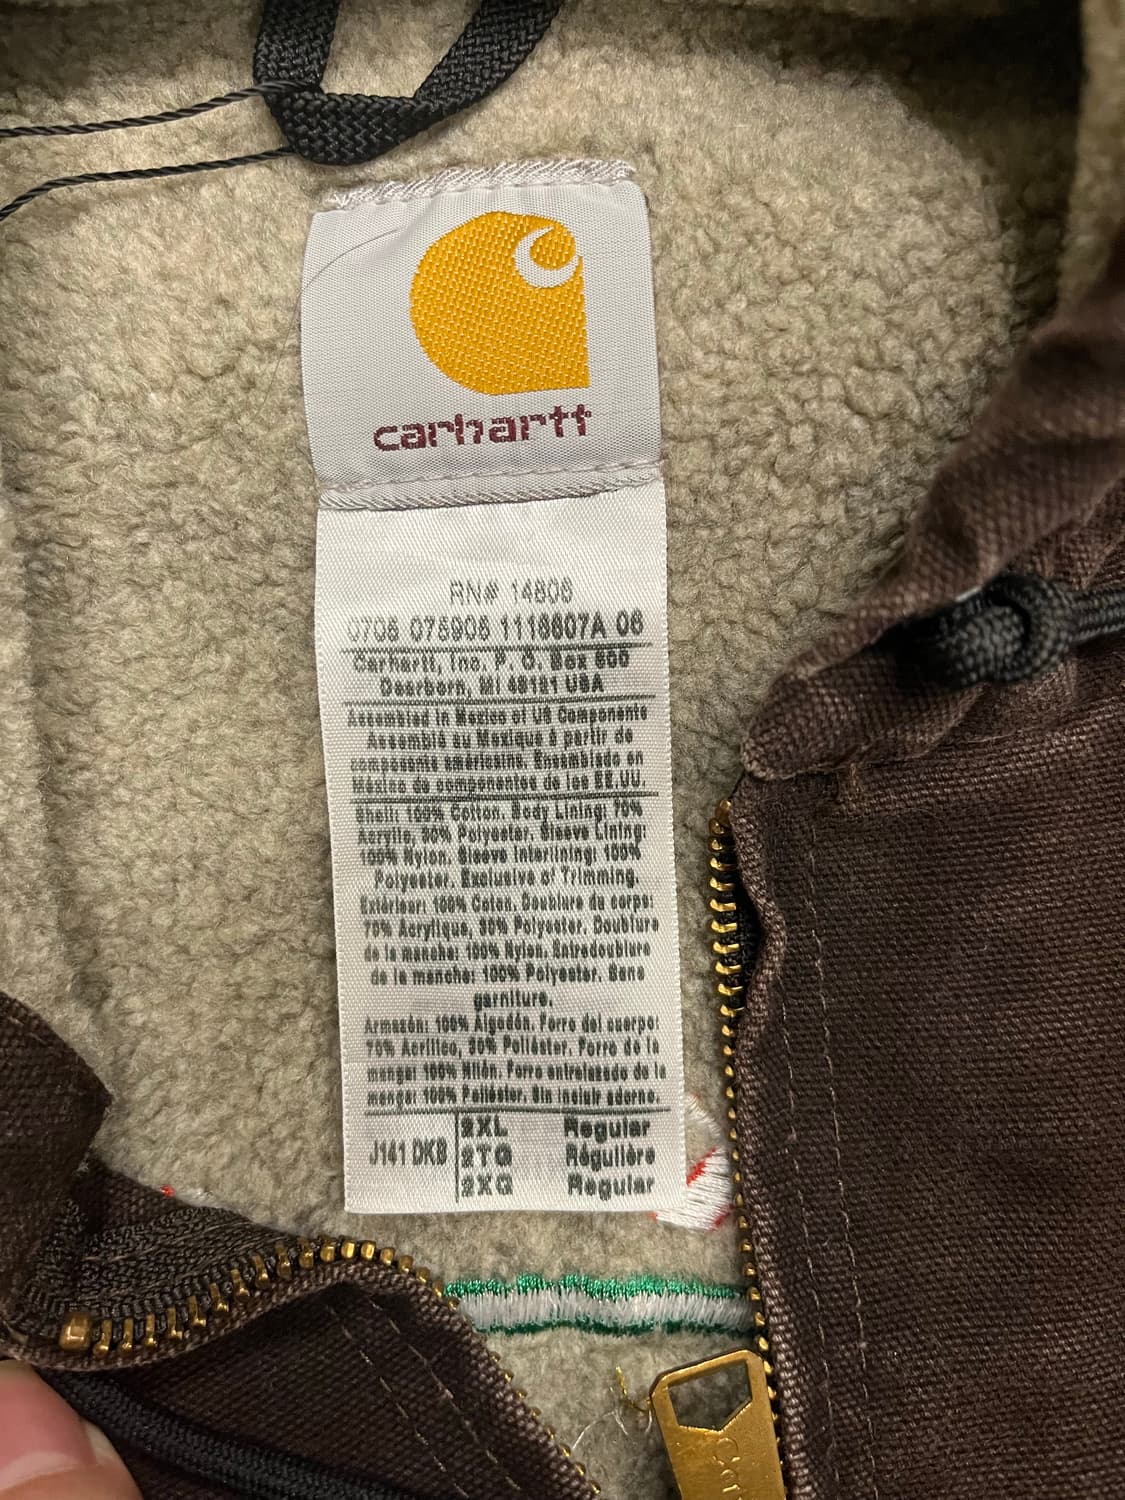 carhartt
RN# 14806
0706 075906 1118607A 06
Carhartt, Inc. P. O. Box 600
Dearborn, MI 48121 USA
Assembled in Mexico of US Components
Assemblé au Mexique à partir de
composants américains. Ensamblado en
México de componentes de los EE.UU.
Shell: 100% Cotton. Body Lining: 70%
Acrylic, 30% Polyester. Sleeve Lining:
100% Nylon. Sleeve Interlining: 100%
Polyester. Exclusive of Trimming.
Extérieur: 100% Coton. Doublure du corps:
70% Acrylique, 30% Polyester. Doublure
de la manche: 100% Nylon. Entredoublure
de la manche: 100% Polyester. Sans
garniture.
Armazón: 100% Algodón. Forro del cuerpo:
70% Acrílico, 30% Poliéster. Forro de la
manga: 100% Nilón. Forro entrelazado de la
manga: 100% Poliéster. Sin incluir adorno.
J141 DKB
2XL Regular
2TG Régulière
2XG Regular
Car